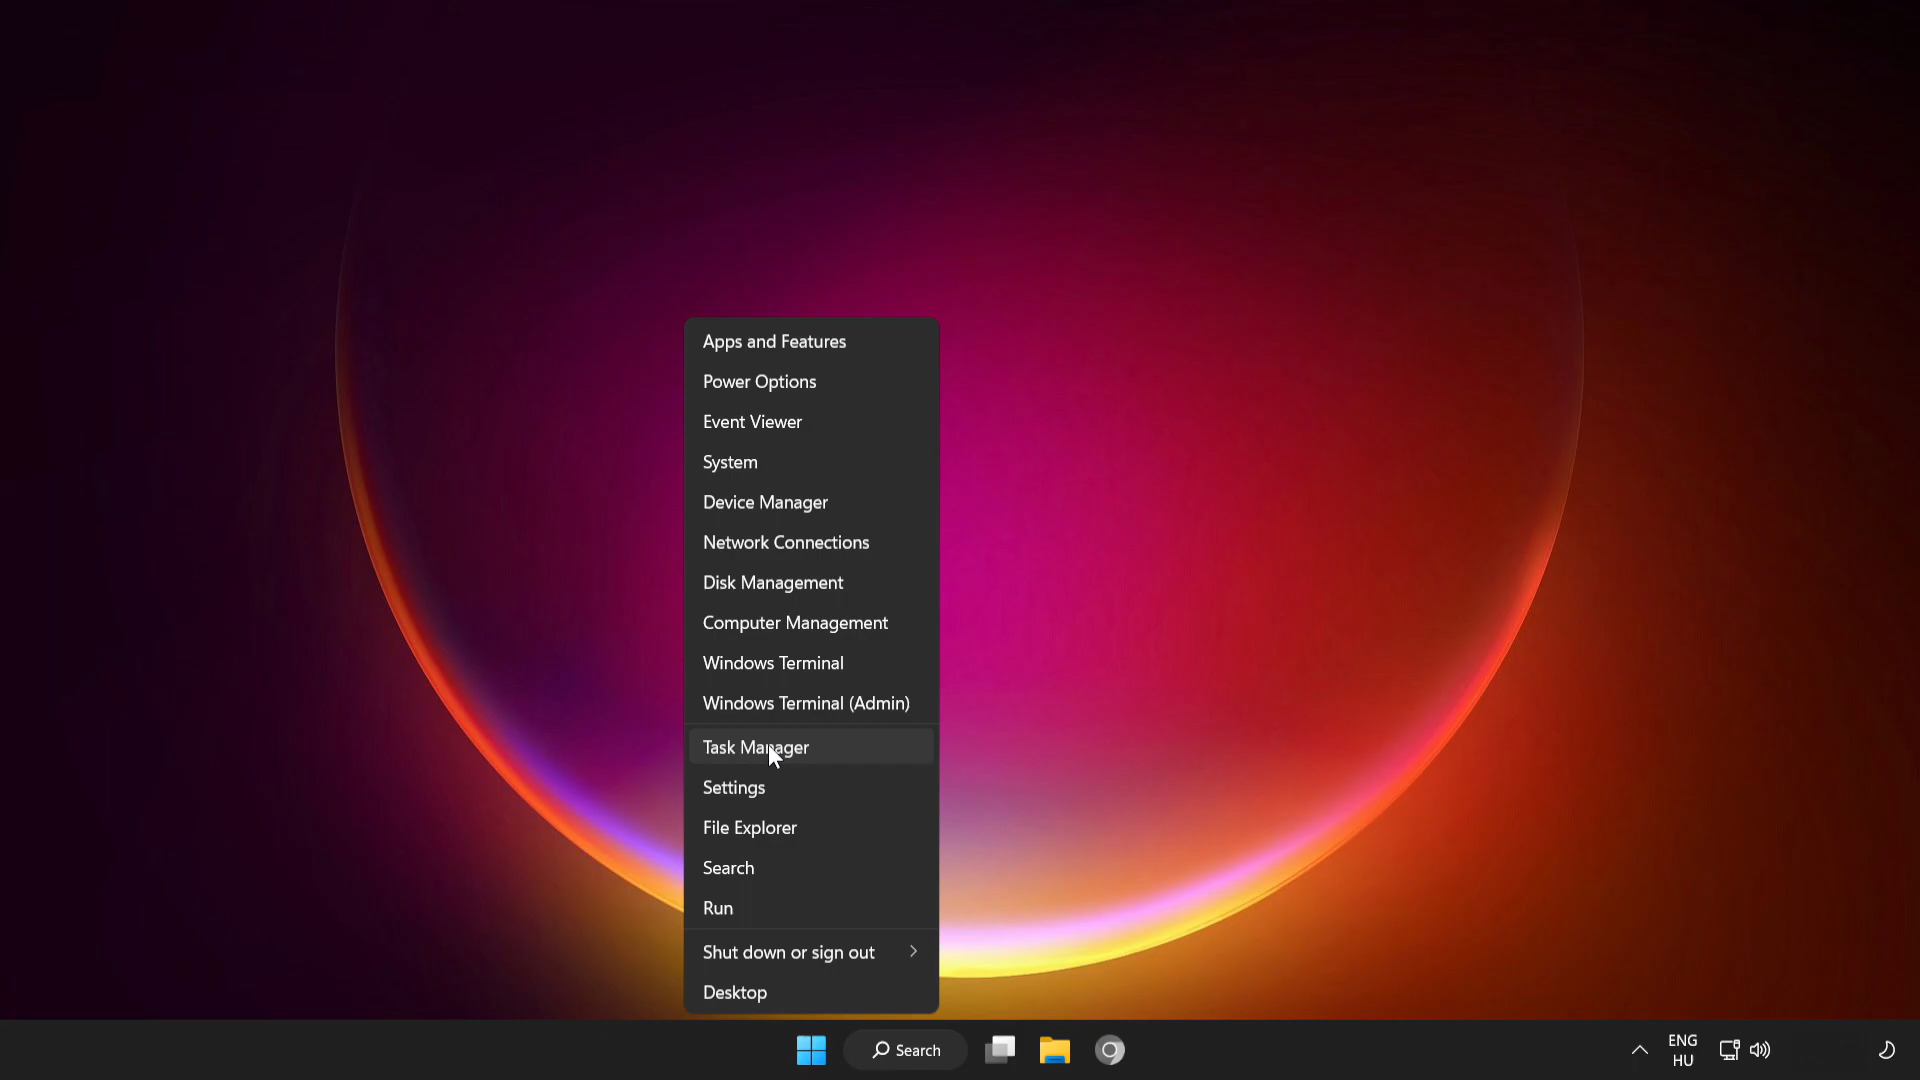 Apps and Features
Power Options
Event Viewer
System
Device Manager
Network Connections
Disk Management
Computer Management
Windows Terminal
Windows Terminal (Admin)
Task Manager
Settings
File Explorer
Search
Run
Shut down or sign out
Desktop
Search
ENG
HU